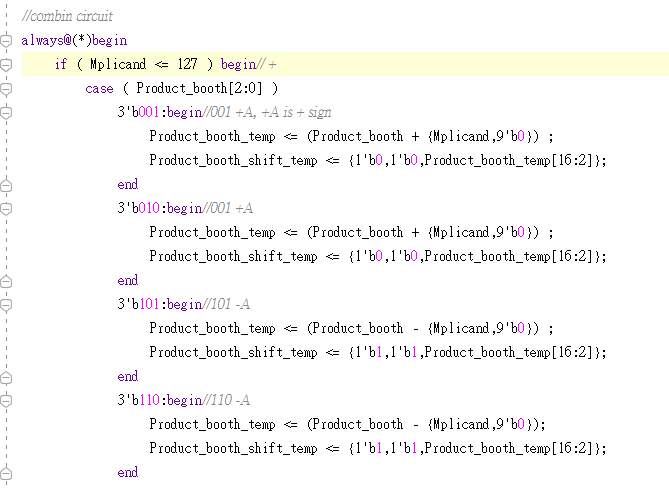 //combin circuit
always@(*)begin
if ( Mplicand <= 127 ) begin//+
case ( Product_booth[2:0] )
3'b001:begin//001 +A, +A is + sign
Product_booth_temp <= (Product_booth + {Mplicand,9'b0}) ;
Product_booth_shift_temp <= {1'b0,1'b0,Product_booth_temp[16:2]};
end
3'b010:begin//001 +A
Product_booth_temp <= (Product_booth + {Mplicand,9'b0}) ;
Product_booth_shift_temp <= {1'b0,1'b0,Product_booth_temp[16:2]};
end
3'b101:begin//101 -A
Product_booth_temp <= (Product_booth - {Mplicand,9'b0}) ;
Product_booth_shift_temp <= {1'b1,1'b1,Product_booth_temp[16:2]};
end
3'b110:begin//110 -A
Product_booth_temp <= (Product_booth - {Mplicand,9'b0});
Product_booth_shift_temp <= {1'b1,1'b1,Product_booth_temp[16:2]};
end